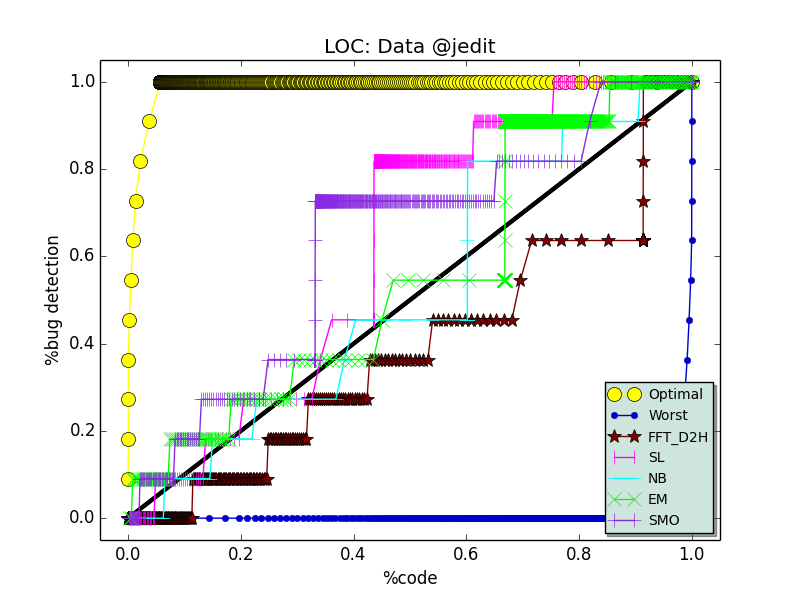 LOC: Data @jedit
%bug detection
1.0
0.8
0.6
0.4
0.2
0.0
0.0 0.2 0.4 0.6 0.8 1.0
%code
Optimal
Worst
FFT_D2H
SL
NB
EM
SMO